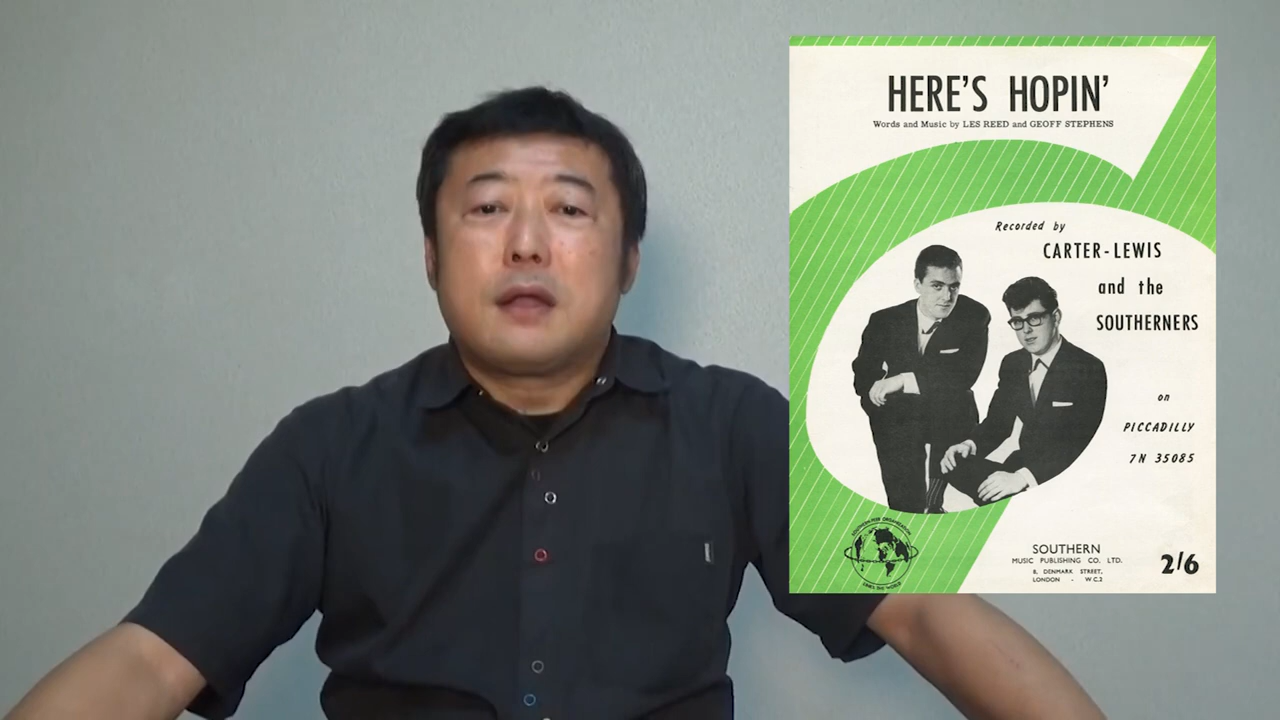 HERE'S HOPIN'
Words and Music by LES REED and GEOFF STEPHENS
Recorded by
CARTER-LEWIS
and the
SOUTHERNERS
on
PICCADILLY
7N 35085
SOUTHERN
MUSIC PUBLISHING CO. LTD.
8, DENMARK STREET,
LONDON - W.C.2
2/6